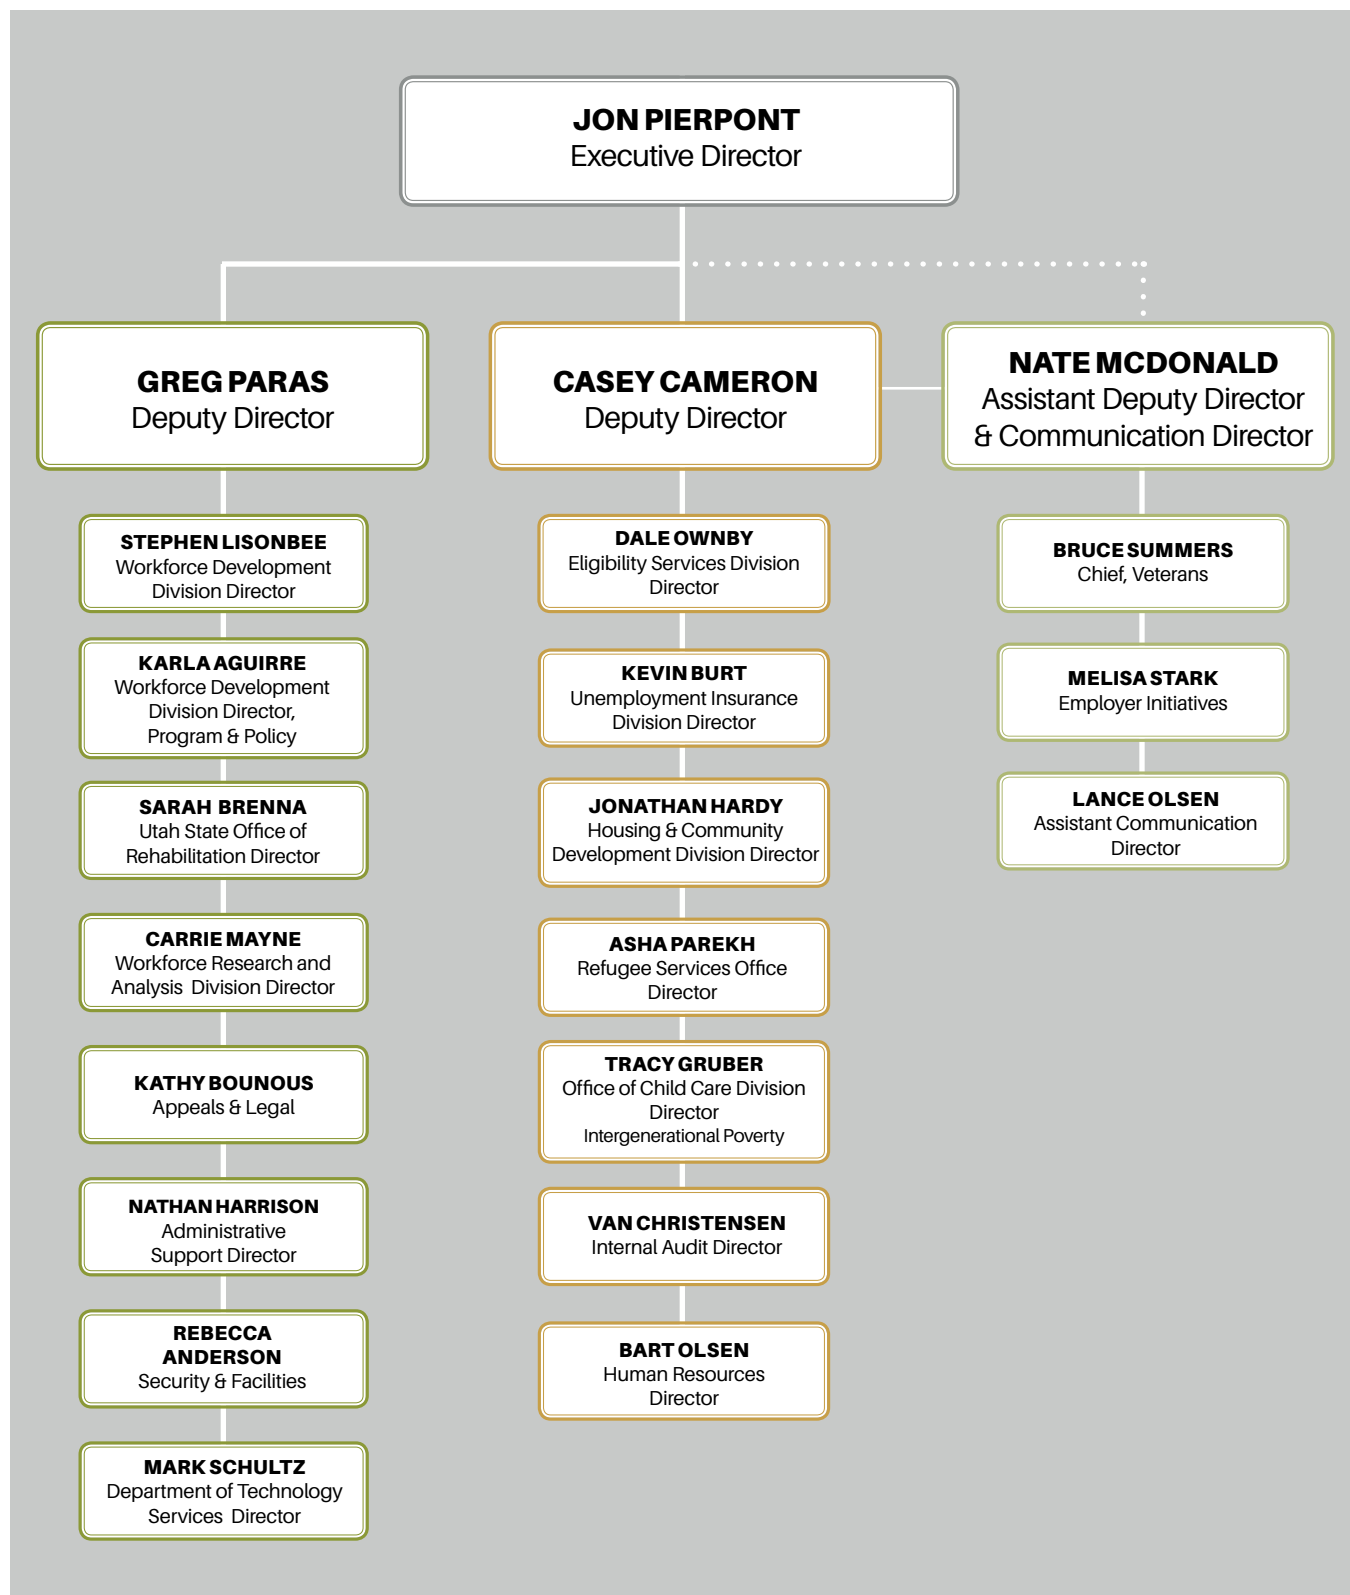 JON PIERPONT
Executive Director
GREG PARAS
Deputy Director
CASEY CAMERON
Deputy Director
NATE MCDONALD
Assistant Deputy Director
& Communication Director
STEPHEN LISONBEE
Workforce Development
Division Director
KARLA AGUIRRE
Workforce Development
Division Director,
Program & Policy
SARAH BRENNA
Utah State Office of
Rehabilitation Director
CARRIE MAYNE
Workforce Research and
Analysis Division Director
KATHY BOUNOUS
Appeals & Legal
NATHAN HARRISON
Administrative
Support Director
REBECCA
ANDERSON
Security & Facilities
MARK SCHULTZ
Department of Technology
Services Director
DALE OWNBY
Eligibility Services Division
Director
KEVIN BURT
Unemployment Insurance
Division Director
JONATHAN HARDY
Housing & Community
Development Division Director
ASHA PAREKH
Refugee Services Office
Director
TRACY GRUBER
Office of Child Care Division
Director
Intergenerational Poverty
VAN CHRISTENSEN
Internal Audit Director
BART OLSEN
Human Resources
Director
BRUCE SUMMERS
Chief, Veterans
MELISA STARK
Employer Initiatives
LANCE OLSEN
Assistant Communication
Director